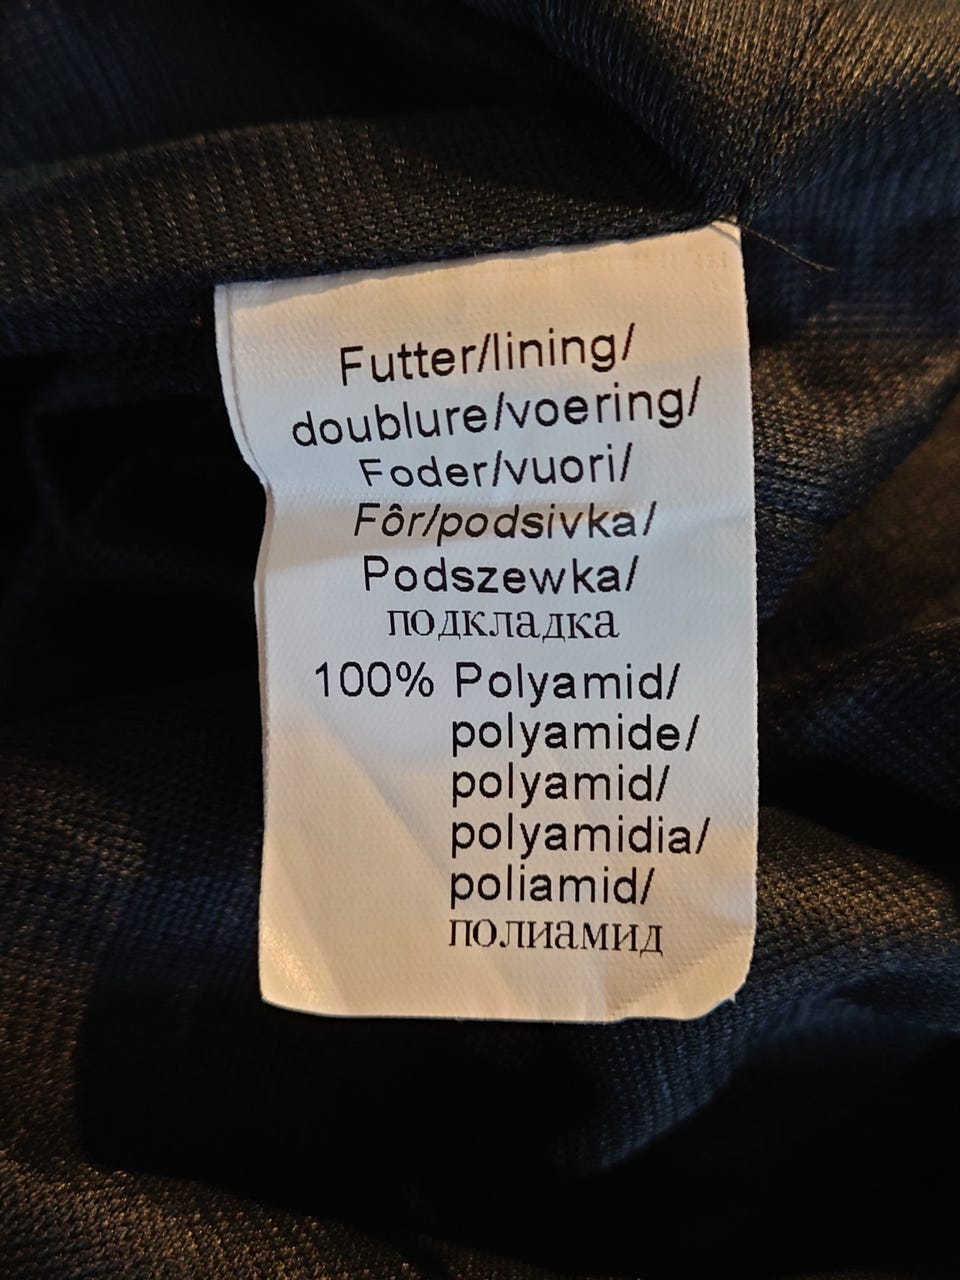 Futter/lining/
doublure/voering/
Foder/vuori/
Fôr/podsivka/
Podszewka/
подкладка
100% Polyamid/
polyamide/
polyamid/
polyamidia/
poliamid/
полиамид